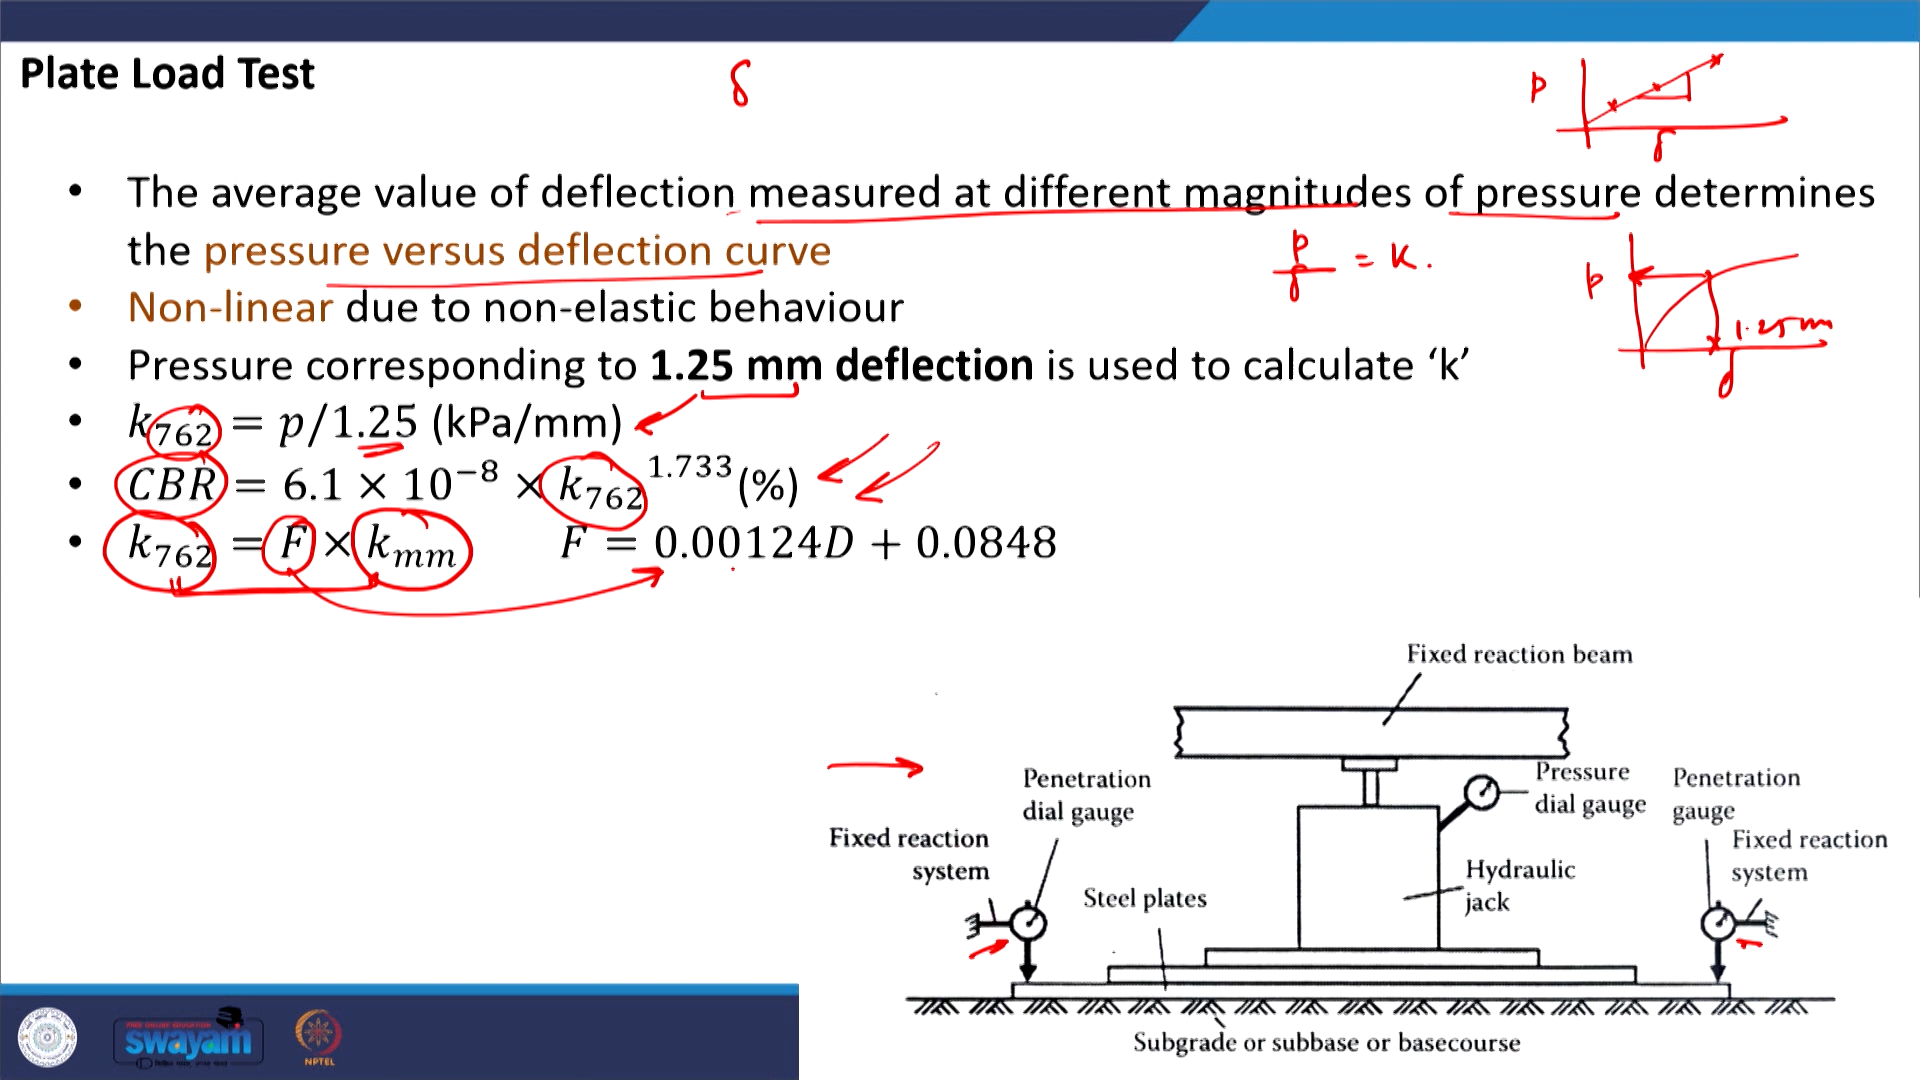 Plate Load Test
δ
p
δ
• The average value of deflection measured at different magnitudes of pressure determines
the pressure versus deflection curve
p/δ = K.
p
1.25 mm
δ
• Non-linear due to non-elastic behaviour
• Pressure corresponding to 1.25 mm deflection is used to calculate ‘k’
• k₇₆₂ = p/1.25 (kPa/mm)
• CBR = 6.1 × 10⁻⁸ × k₇₆₂^1.733 (%)
• k₇₆₂ = F × kₘₘ F = 0.00124D + 0.0848
Fixed reaction beam
Penetration
dial gauge
Pressure
dial gauge
Penetration
gauge
Fixed reaction
system
Fixed reaction
system
Steel plates
Hydraulic
jack
Subgrade or subbase or basecourse
swayam
NPTEL